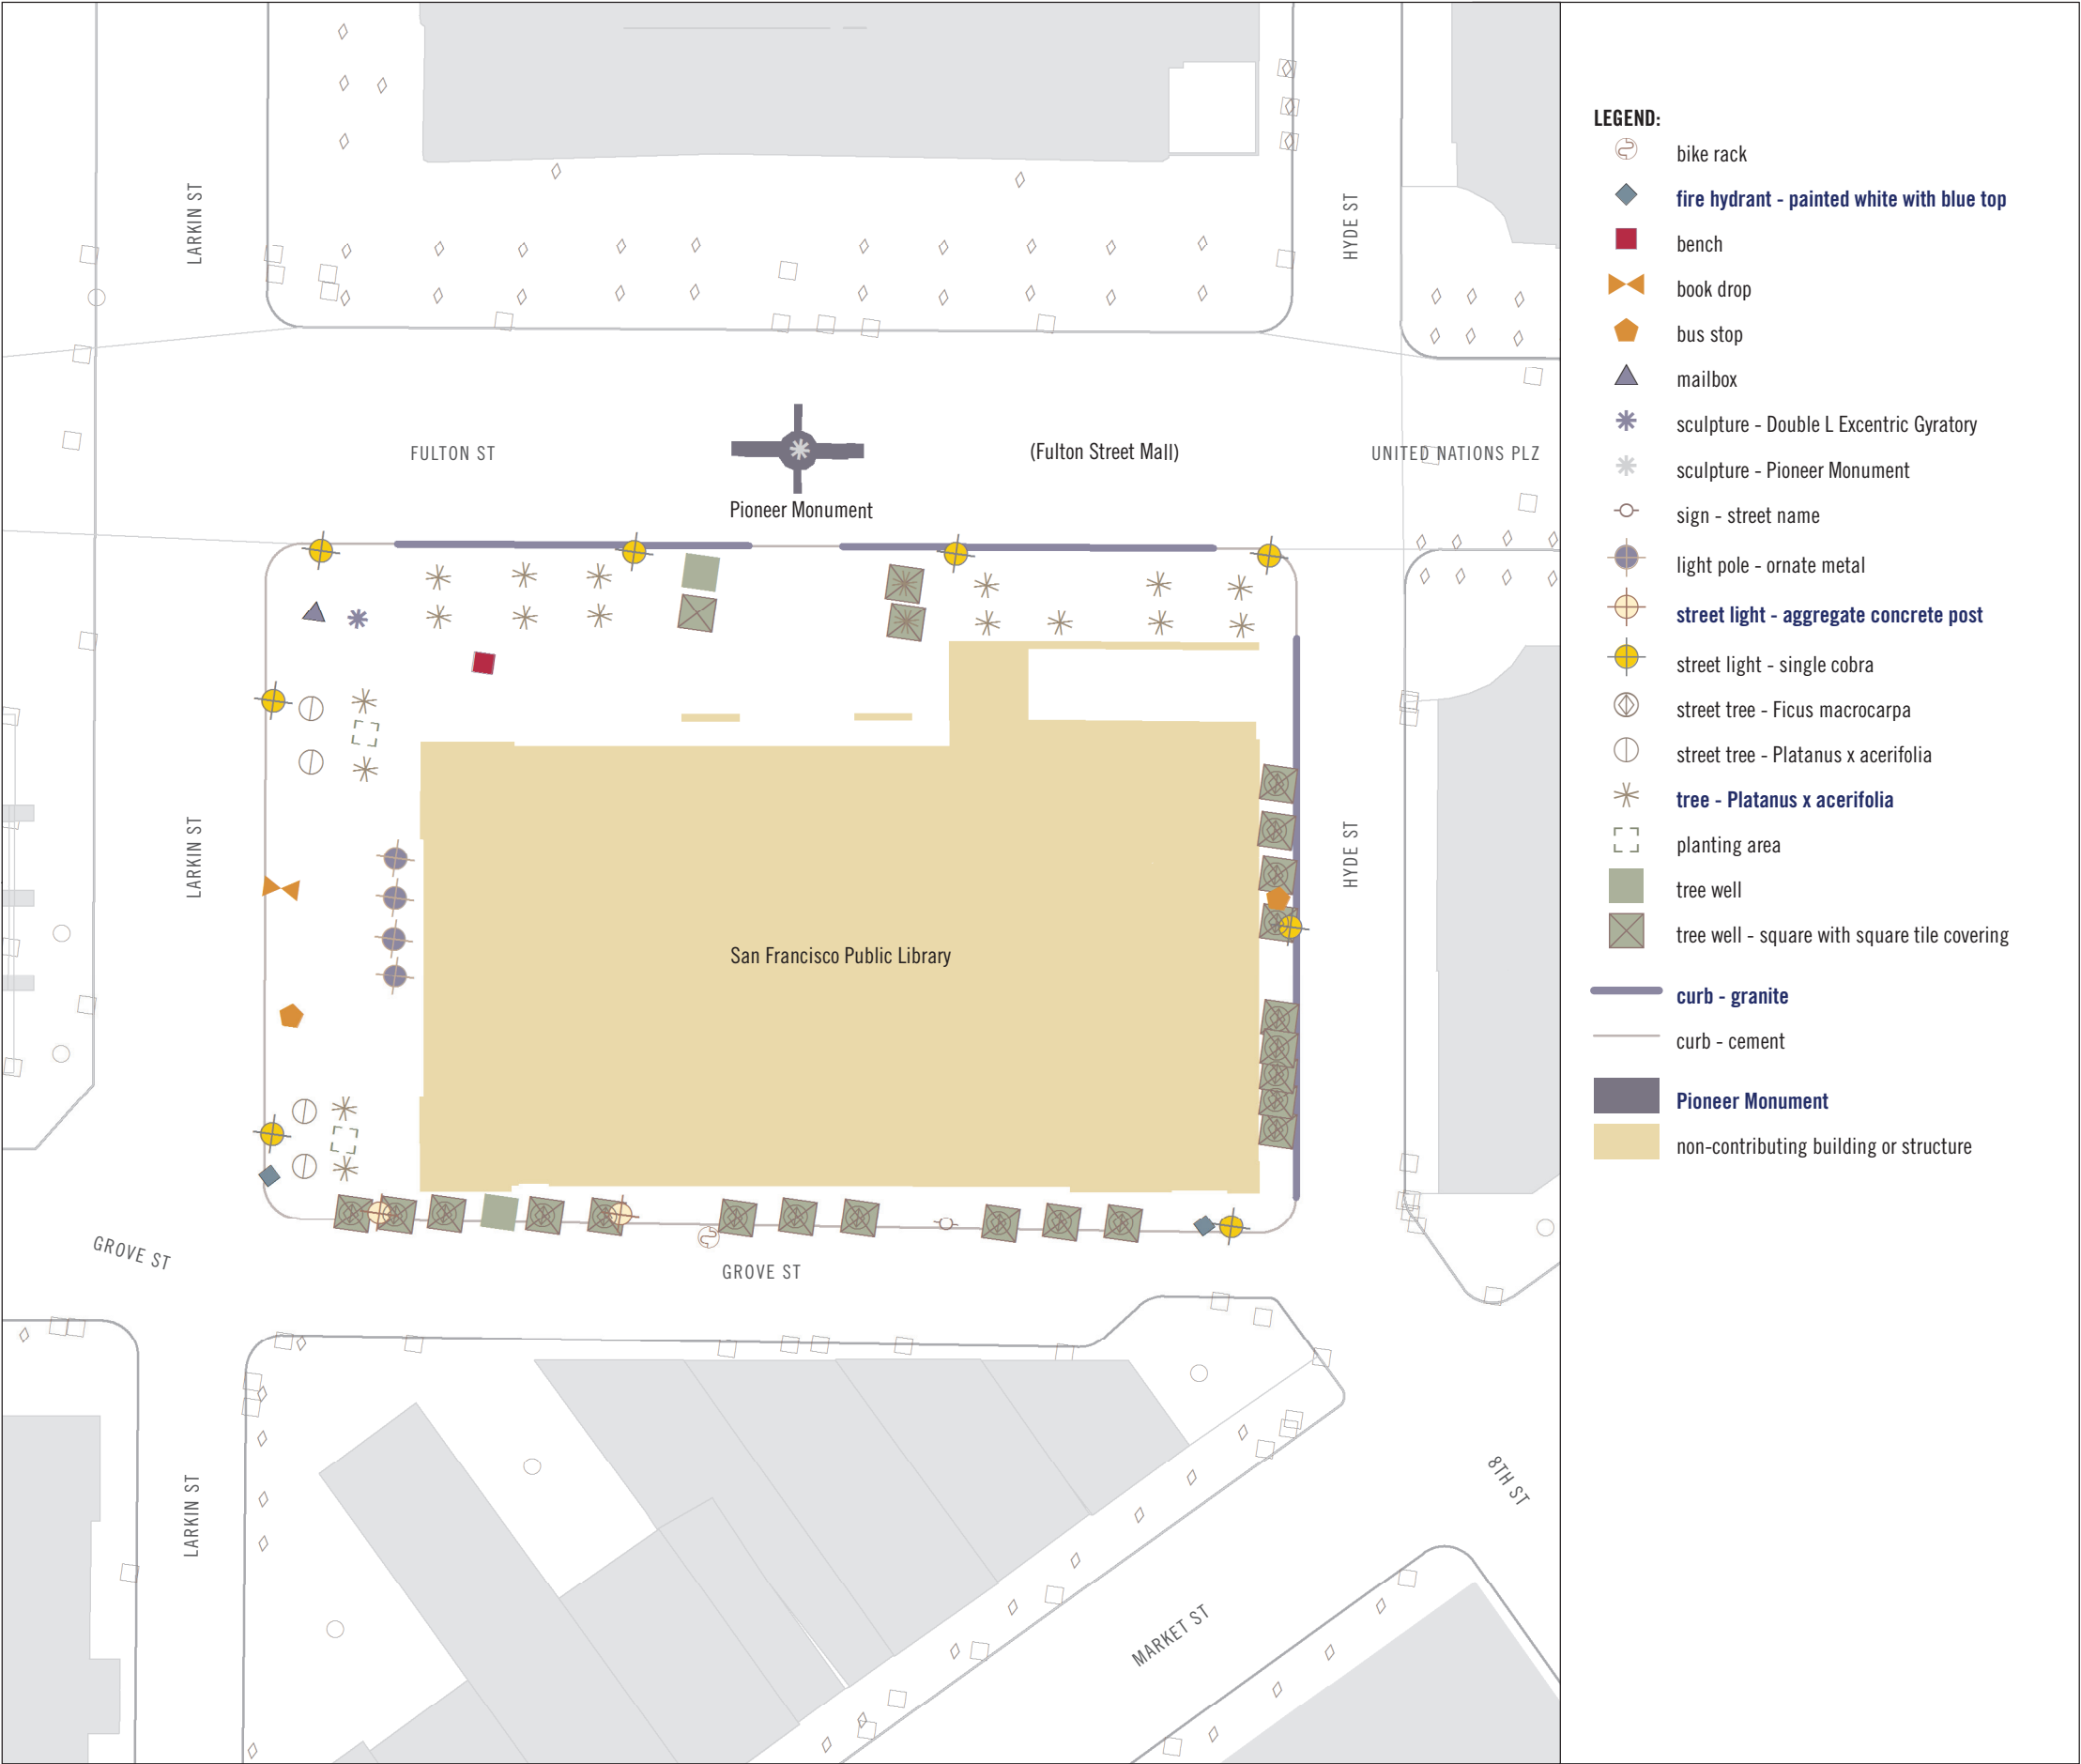 LARKIN ST
HYDE ST
FULTON ST
(Fulton Street Mall)
UNITED NATIONS PLZ
Pioneer Monument
LARKIN ST
HYDE ST
San Francisco Public Library
GROVE ST
GROVE ST
LARKIN ST
8TH ST
MARKET ST
LEGEND:
bike rack
fire hydrant - painted white with blue top
bench
book drop
bus stop
mailbox
sculpture - Double L Excentric Gyratory
sculpture - Pioneer Monument
sign - street name
light pole - ornate metal
street light - aggregate concrete post
street light - single cobra
street tree - Ficus macrocarpa
street tree - Platanus x acerifolia
tree - Platanus x acerifolia
planting area
tree well
tree well - square with square tile covering
curb - granite
curb - cement
Pioneer Monument
non-contributing building or structure